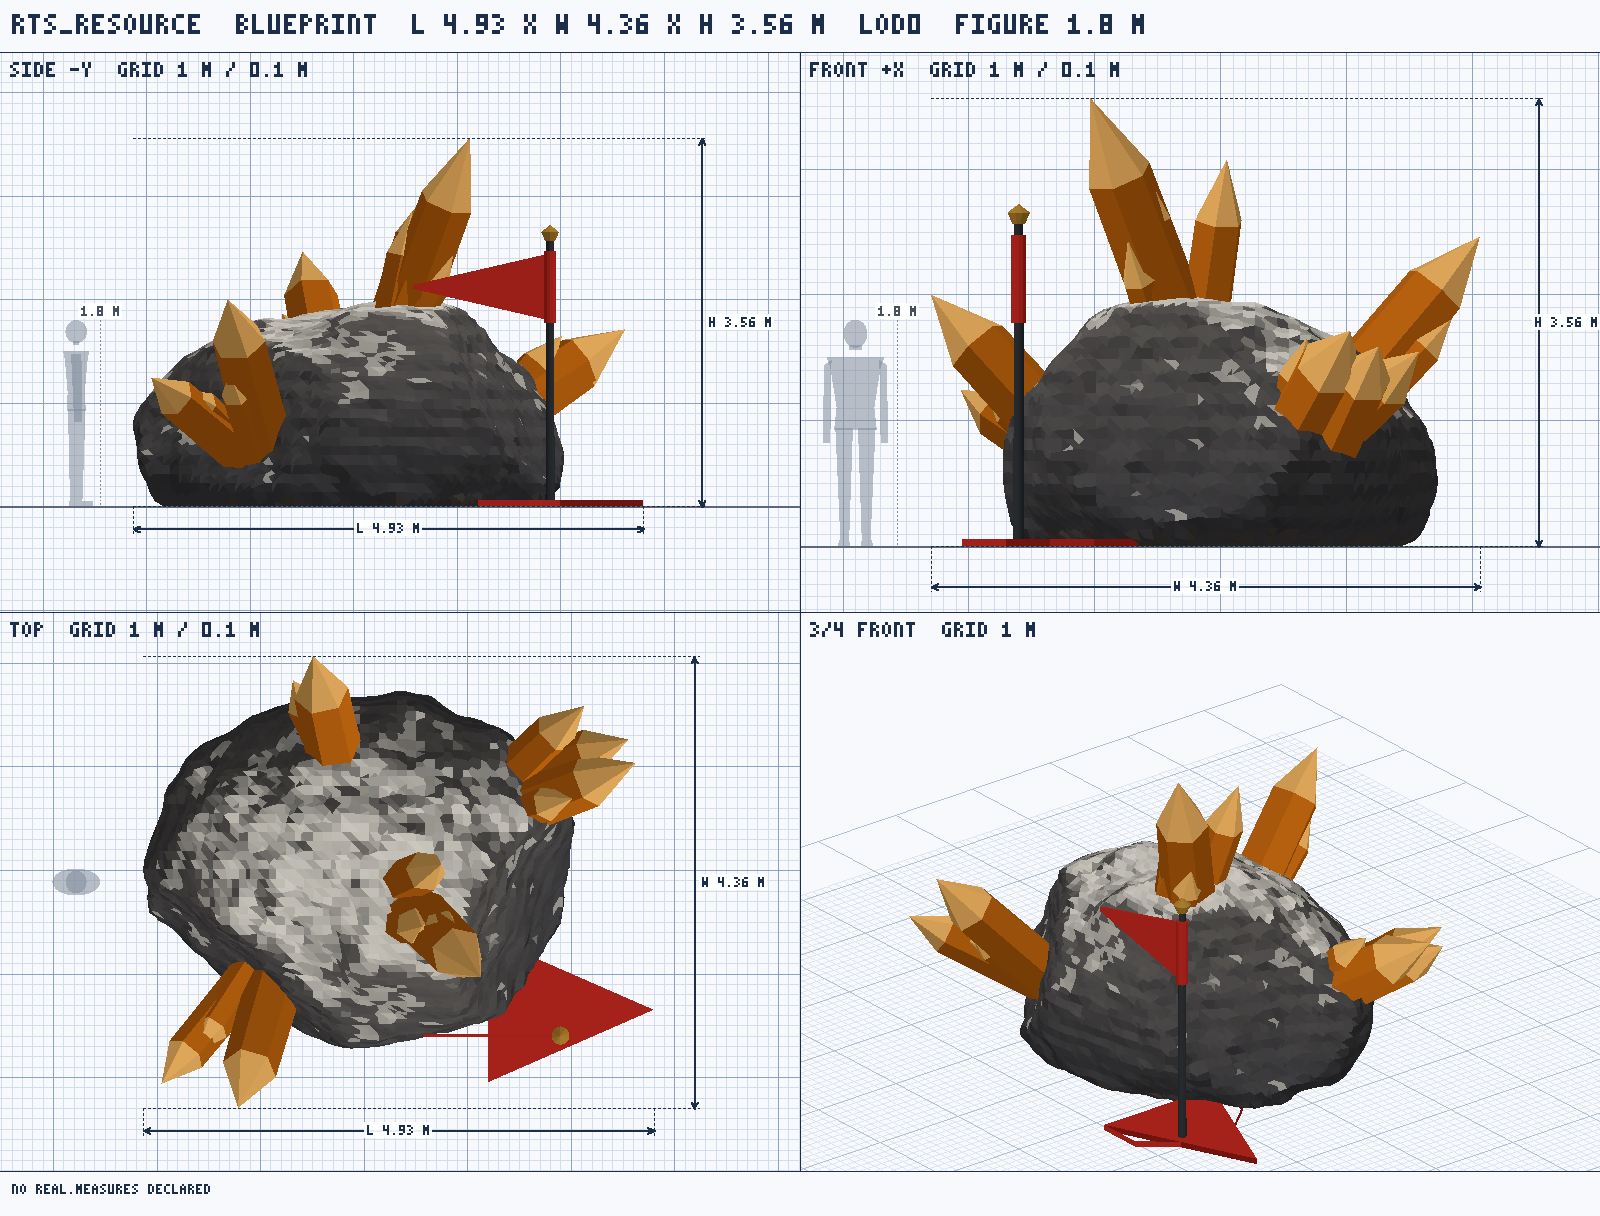 RTS_RESOURCE BLUEPRINT L 4.93 X W 4.36 X H 3.56 M LOD0 FIGURE 1.8 M
SIDE -Y GRID 1 M / 0.1 M
FRONT +X GRID 1 M / 0.1 M
1.8 M
H 3.56 M
L 4.93 M
1.8 M
H 3.56 M
W 4.36 M
TOP GRID 1 M / 0.1 M
3/4 FRONT GRID 1 M
W 4.36 M
L 4.93 M
NO REAL.MEASURES DECLARED